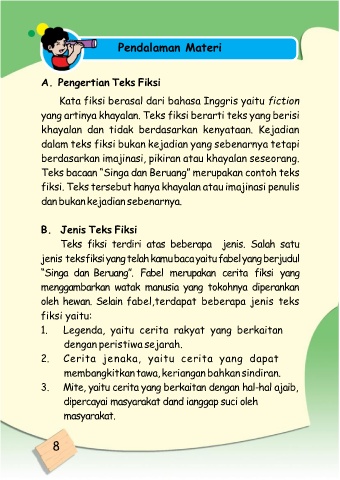 Pendalaman Materi
A. Pengertian Teks Fiksi
Kata fiksi berasal dari bahasa Inggris yaitu fiction
yang artinya khayalan. Teks fiksi berarti teks yang berisi
khayalan dan tidak berdasarkan kenyataan. Kejadian
dalam teks fiksi bukan kejadian yang sebenarnya tetapi
berdasarkan imajinasi, pikiran atau khayalan seseorang.
Teks bacaan “Singa dan Beruang” merupakan contoh teks
fiksi. Teks tersebut hanya khayalan atau imajinasi penulis
dan bukan kejadian sebenarnya.
B. Jenis Teks Fiksi
Teks fiksi terdiri atas beberapa jenis. Salah satu
jenis teks fiksi yang telah kamu baca yaitu fabel yang berjudul
“Singa dan Beruang”. Fabel merupakan cerita fiksi yang
menggambarkan watak manusia yang tokohnya diperankan
oleh hewan. Selain fabel,terdapat beberapa jenis teks
fiksi yaitu:
1. Legenda, yaitu cerita rakyat yang berkaitan
dengan peristiwa sejarah.
2. Cerita jenaka, yaitu cerita yang dapat
membangkitkan tawa, keriangan bahkan sindiran.
3. Mite, yaitu cerita yang berkaitan dengan hal-hal ajaib,
dipercayai masyarakat dand ianggap suci oleh
masyarakat.
8